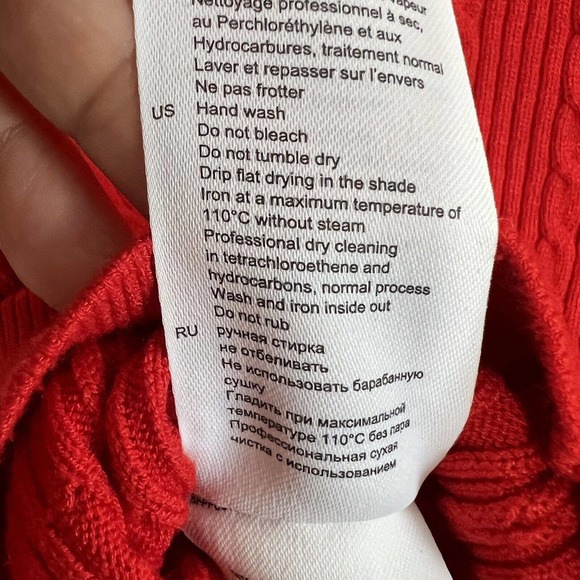 vapeur
Nettoyage professionnel à sec,
au Perchloréthylène et aux
Hydrocarbures, traitement normal
Laver et repasser sur l'envers
Ne pas frotter
US Hand wash
Do not bleach
Do not tumble dry
Drip flat drying in the shade
Iron at a maximum temperature of
110°C without steam
Professional dry cleaning
in tetrachloroethene and
hydrocarbons, normal process
Wash and iron inside out
Do not rub
RU ручная стирка
не отбеливать
Не использовать барабанную
сушку
Гладить при максимальной
температуре 110°C без пара
Профессиональная сухая
чистка с использованием